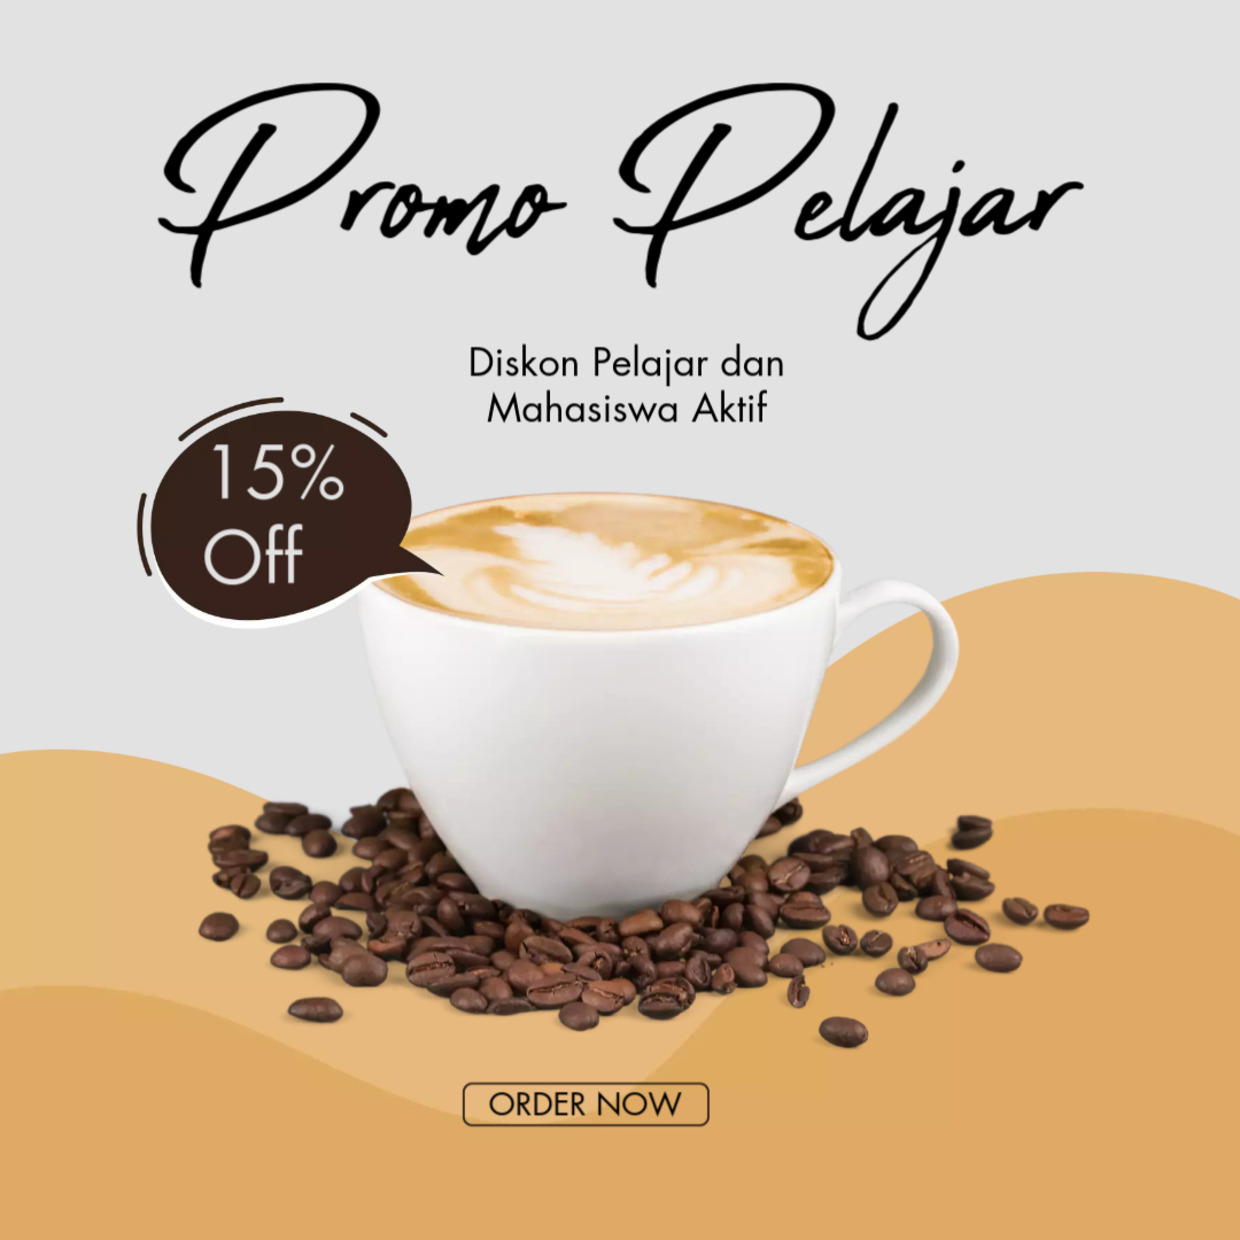 Promo Pelajar
Diskon Pelajar dan
Mahasiswa Aktif
15%
Off
ORDER NOW